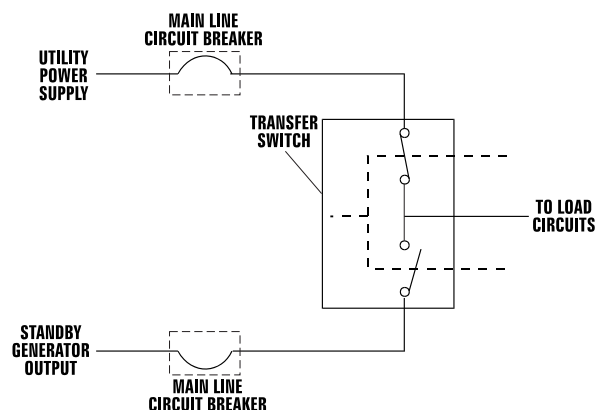 MAIN LINE
CIRCUIT BREAKER
UTILITY
POWER
SUPPLY
TRANSFER
SWITCH
TO LOAD
CIRCUITS
STANDBY
GENERATOR
OUTPUT
MAIN LINE
CIRCUIT BREAKER